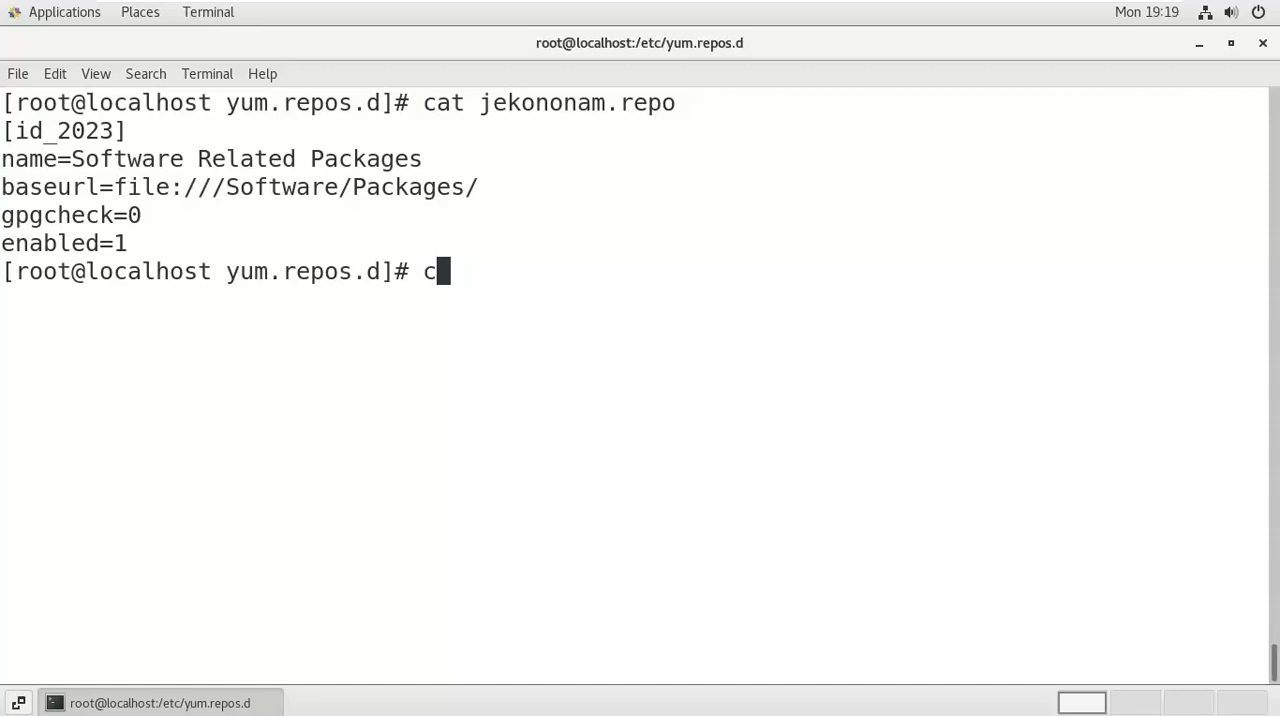 Applications Places Terminal Mon 19:19
root@localhost:/etc/yum.repos.d
File Edit View Search Terminal Help
[root@localhost yum.repos.d]# cat jekononam.repo
[id_2023]
name=Software Related Packages
baseurl=file:///Software/Packages/
gpgcheck=0
enabled=1
[root@localhost yum.repos.d]# c
root@localhost:/etc/yum.repos.d